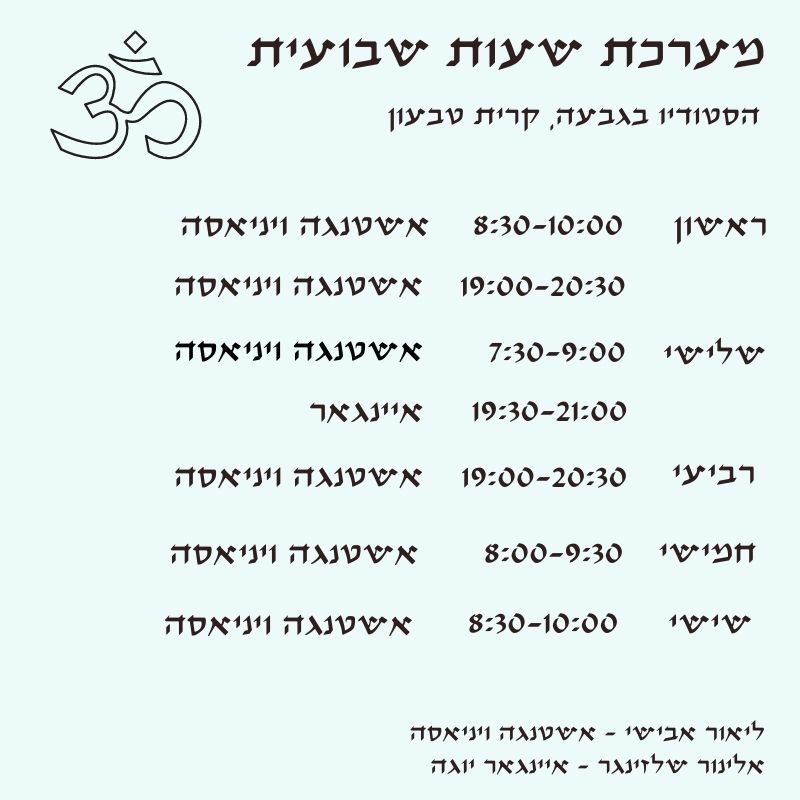 מערכת שעות שבועית
הסטודיו בגבעה, קרית טבעון
ראשון 8:30-10:00 אשטנגה ויניאסה
19:00-20:30 אשטנגה ויניאסה
שלישי 7:30-9:00 אשטנגה ויניאסה
19:30-21:00 איינגאר
רביעי 19:00-20:30 אשטנגה ויניאסה
חמישי 8:00-9:30 אשטנגה ויניאסה
שישי 8:30-10:00 אשטנגה ויניאסה
ליאור אבישי - אשטנגה ויניאסה
אלינור שלזינגר - איינגאר יוגה